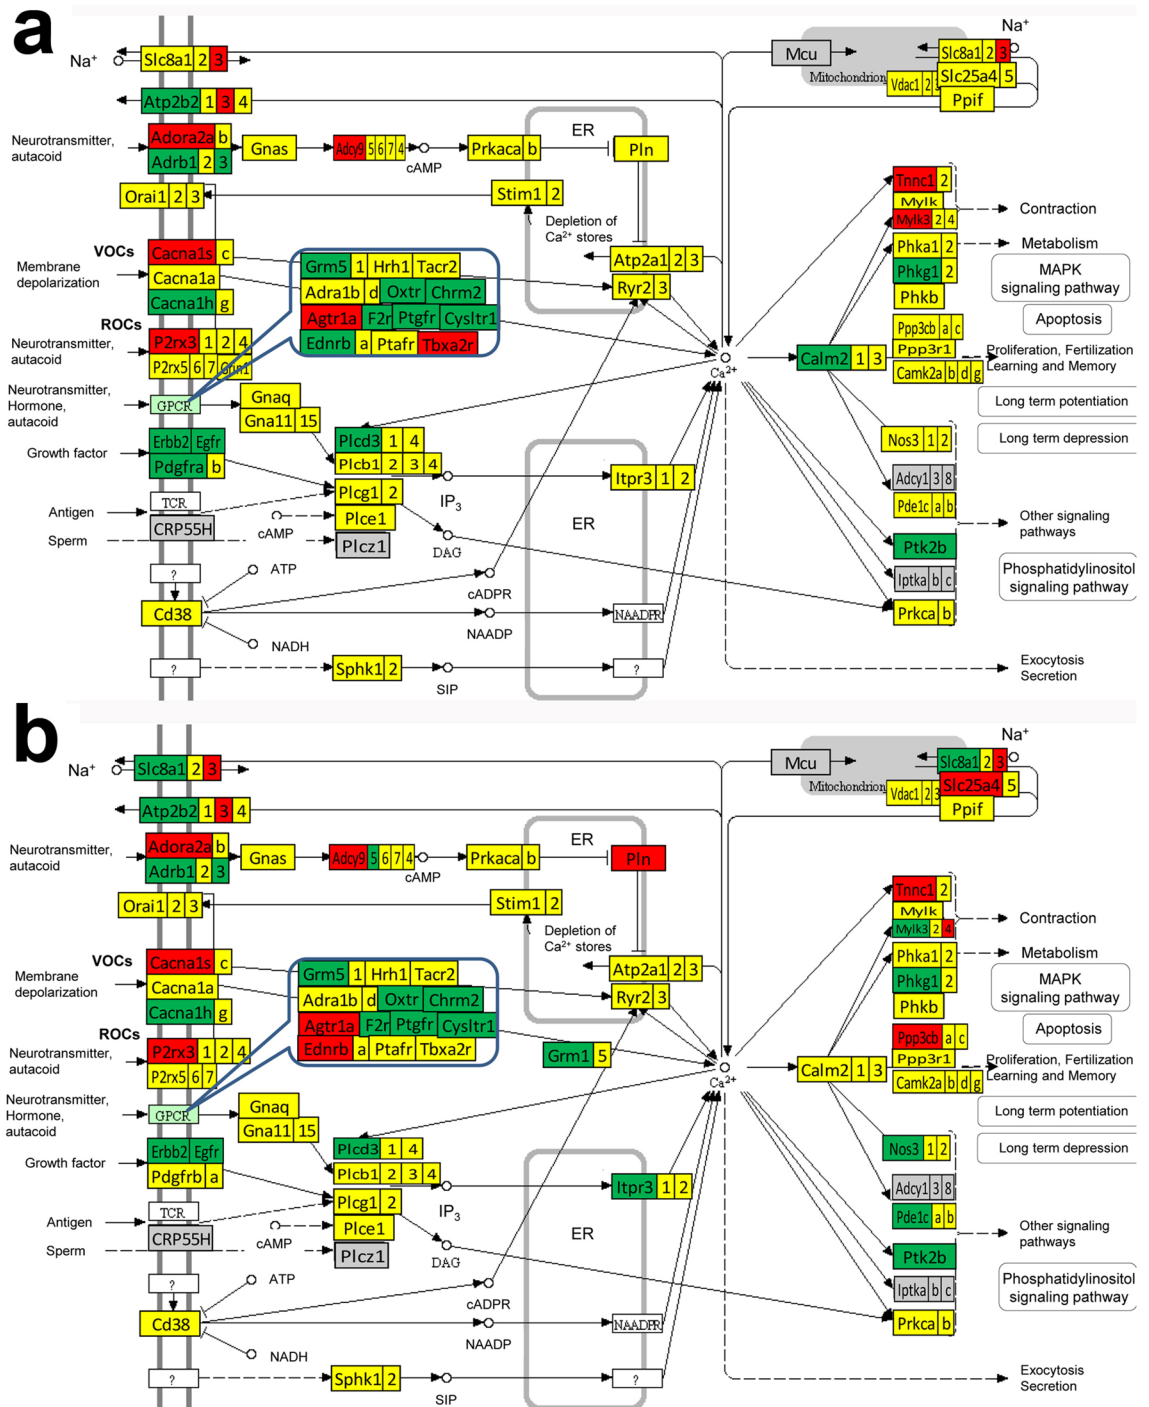 a
Na⁺
Slc8a1 2 3
Mcu
Mitochondrion
Na⁺
Slc8a1 2 3
Vdac1 2 3
Slc25a4 5
Ppif
Atp2b2 1 3 4
Neurotransmitter,
autacoid
Adora2a b
Adrb1 2 3
Gnas
Adcy9 5 6 7 4
cAMP
Prkaca b
ER
Pln
Orai1 2 3
Stim1 2
Depletion of
Ca²⁺ stores
Tnnc1 2
Mylk
Mylk3 2 4
Contraction
VOCs
Membrane
depolarization
Cacna1s c
Cacna1a
Cacna1h g
Grm5 1 Hrh1 Tacr2
Adra1b d Oxtr Chrm2
Agtr1a F2r Ptgfr Cysltr1
Ednrb a Ptafr Tbxa2r
Atp2a1 2 3
Ryr2 3
Phka1 2
Phkg1 2
Phkb
Metabolism
MAPK
signaling pathway
Apoptosis
ROCs
Neurotransmitter,
autacoid
P2rx3 1 2 4
P2rx5 6 7 Grin1
Ca²⁺
Calm2 1 3
Ppp3cb a c
Ppp3r1
Camk2a b d g
Proliferation, Fertilization
Learning and Memory
Long term potentiation
Long term depression
Neurotransmitter,
Hormone,
autacoid
GPCR
Gnaq
Gna11 15
Growth factor
Erbb2 Egfr
Pdgfra b
Plcd3 1 4
Plcb1 2 3 4
Plcg1 2
Plce1
Plcz1
IP₃
DAG
Itpr3 1 2
ER
Nos3 1 2
Adcy1 3 8
Pde1c a b
Ptk2b
Iptka b c
Prkca b
Other signaling
pathways
Phosphatidylinositol
signaling pathway
Antigen
TCR
Sperm
CRP55H
cAMP
?
ATP
Cd38
NADH
cADPR
NAADP
NAADPR
?
Sphk1 2
SIP
?
Exocytosis
Secretion
b
Na⁺
Slc8a1 2 3
Mcu
Mitochondrion
Na⁺
Slc8a1 2 3
Vdac1 2 3
Slc25a4 5
Ppif
Atp2b2 1 3 4
Neurotransmitter,
autacoid
Adora2a b
Adrb1 2 3
Gnas
Adcy9 5 6 7 4
cAMP
Prkaca b
ER
Pln
Orai1 2 3
Stim1 2
Depletion of
Ca²⁺ stores
Tnnc1 2
Mylk
Mylk3 2 4
Contraction
VOCs
Membrane
depolarization
Cacna1s c
Cacna1a
Cacna1h g
Grm5 1 Hrh1 Tacr2
Adra1b d Oxtr Chrm2
Agtr1a F2r Ptgfr Cysltr1
Ednrb a Ptafr Tbxa2r
Atp2a1 2 3
Ryr2 3
Phka1 2
Phkg1 2
Phkb
Metabolism
MAPK
signaling pathway
Apoptosis
ROCs
Neurotransmitter,
autacoid
P2rx3 1 2 4
P2rx5 6 7
Grm1 5
Ca²⁺
Calm2 1 3
Ppp3cb a c
Ppp3r1
Camk2a b d g
Proliferation, Fertilization
Learning and Memory
Long term potentiation
Long term depression
Neurotransmitter,
Hormone,
autacoid
GPCR
Gnaq
Gna11 15
Growth factor
Erbb2 Egfr
Pdgfrb a
Plcd3 1 4
Plcb1 2 3 4
Plcg1 2
Plce1
Plcz1
IP₃
DAG
Itpr3 1 2
ER
Nos3 1 2
Adcy1 3 8
Pde1c a b
Ptk2b
Iptka b c
Prkca b
Other signaling
pathways
Phosphatidylinositol
signaling pathway
Antigen
TCR
Sperm
CRP55H
cAMP
?
ATP
Cd38
NADH
cADPR
NAADP
NAADPR
?
Sphk1 2
SIP
?
Exocytosis
Secretion